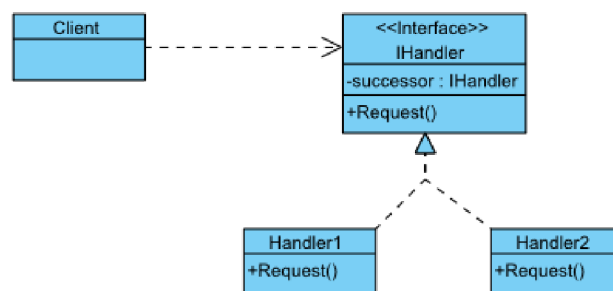 Client
<<Interface>>
IHandler
-successor : IHandler
+Request()
Handler1
+Request()
Handler2
+Request()